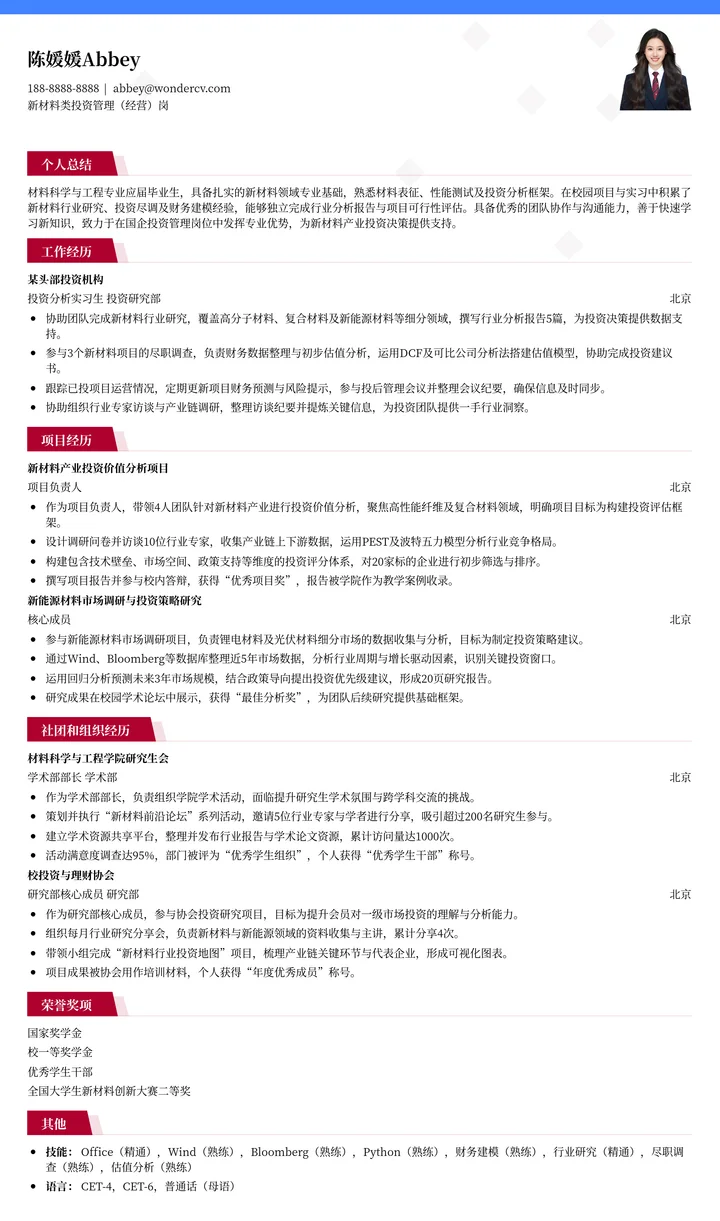 陈媛媛Abbey
188-8888-8888 | abbey@wondercv.com
新材料类投资管理（经营）岗
个人总结
材料科学与工程专业应届毕业生，具备扎实的新材料领域专业基础，熟悉材料表征、性能测试及投资分析框架。在校园项目与实习中积累了
新材料行业研究、投资尽调及财务建模经验，能够独立完成行业分析报告与项目可行性评估。具备优秀的团队协作与沟通能力，善于快速学
习新知识，致力于在国企投资管理岗位中发挥专业优势，为新材料产业投资决策提供支持。
工作经历
某头部投资机构
投资分析实习生 投资研究部 北京
• 协助团队完成新材料行业研究，覆盖高分子材料、复合材料及新能源材料等细分领域，撰写行业分析报告5篇，为投资决策提供数据支
持。
• 参与3个新材料项目的尽职调查，负责财务数据整理与初步估值分析，运用DCF及可比公司分析法搭建估值模型，协助完成投资建议
书。
• 跟踪已投项目运营情况，定期更新项目财务预测与风险提示，参与投后管理会议并整理会议纪要，确保信息及时同步。
• 协助组织行业专家访谈与产业链调研，整理访谈纪要并提炼关键信息，为投资团队提供一手行业洞察。
项目经历
新材料产业投资价值分析项目
项目负责人 北京
• 作为项目负责人，带领4人团队针对新材料产业进行投资价值分析，聚焦高性能纤维及复合材料领域，明确项目目标为构建投资评估框
架。
• 设计调研问卷并访谈10位行业专家，收集产业链上下游数据，运用PEST及波特五力模型分析行业竞争格局。
• 构建包含技术壁垒、市场空间、政策支持等维度的投资评分体系，对20家标的企业进行初步筛选与排序。
• 撰写项目报告并参与校内答辩，获得“优秀项目奖”，报告被学院作为教学案例收录。
新能源材料市场调研与投资策略研究
核心成员 北京
• 参与新能源材料市场调研项目，负责锂电材料及光伏材料细分市场的数据收集与分析，目标为制定投资策略建议。
• 通过Wind、Bloomberg等数据库整理近5年市场数据，分析行业周期与增长驱动因素，识别关键投资窗口。
• 运用回归分析预测未来3年市场规模，结合政策导向提出投资优先级建议，形成20页研究报告。
• 研究成果在校园学术论坛中展示，获得“最佳分析奖”，为团队后续研究提供基础框架。
社团和组织经历
材料科学与工程学院研究生会
学术部部长 学术部 北京
• 作为学术部部长，负责组织学院学术活动，面临提升研究生学术氛围与跨学科交流的挑战。
• 策划并执行“新材料前沿论坛”系列活动，邀请5位行业专家与学者进行分享，吸引超过200名研究生参与。
• 建立学术资源共享平台，整理并发布行业报告与学术论文资源，累计访问量达1000次。
• 活动满意度调查达95%，部门被评为“优秀学生组织”，个人获得“优秀学生干部”称号。
校投资与理财协会
研究部核心成员 研究部 北京
• 作为研究部核心成员，参与协会投资研究项目，目标为提升会员对一级市场投资的理解与分析能力。
• 组织每月行业研究分享会，负责新材料与新能源领域的资料收集与主讲，累计分享4次。
• 带领小组完成“新材料行业投资地图”项目，梳理产业链关键环节与代表企业，形成可视化图表。
• 项目成果被协会用作培训材料，个人获得“年度优秀成员”称号。
荣誉奖项
国家奖学金
校一等奖学金
优秀学生干部
全国大学生新材料创新大赛二等奖
其他
• 技能： Office（精通），Wind（熟练），Bloomberg（熟练），Python（熟练），财务建模（熟练），行业研究（精通），尽职调
查（熟练），估值分析（熟练）
• 语言： CET-4，CET-6，普通话（母语）